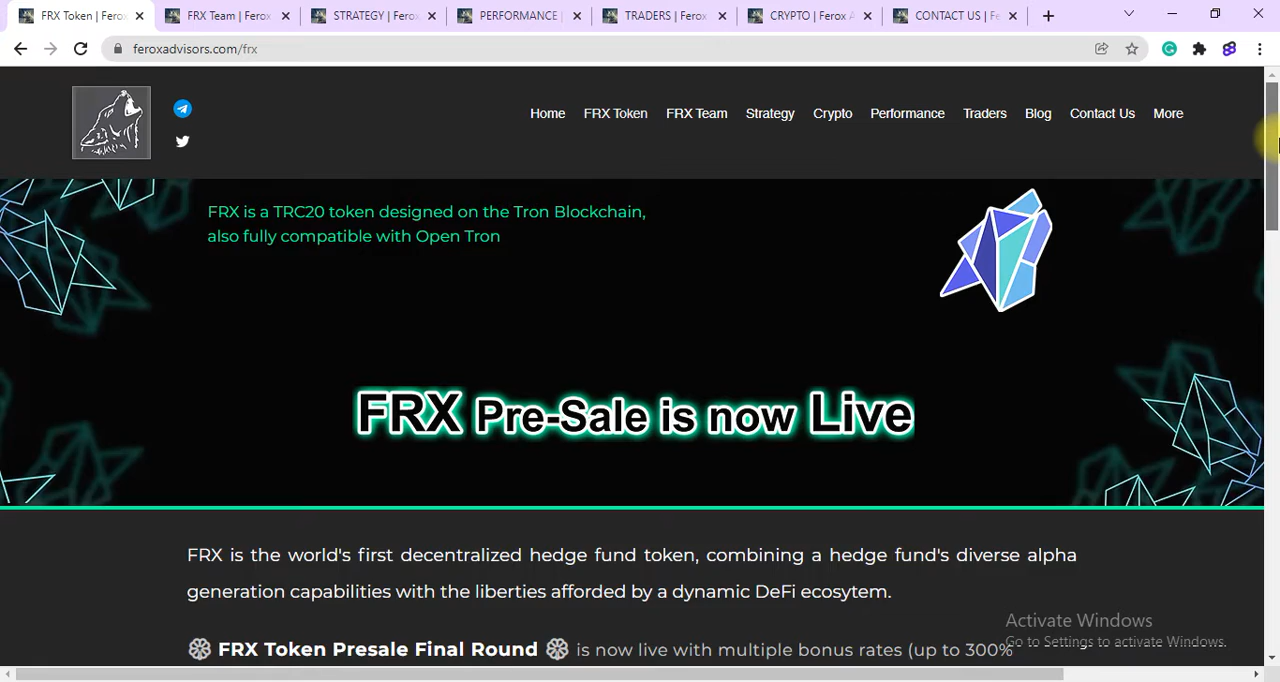 FRX Token | Ferox
FRX Team | Ferox
STRATEGY | Ferox
PERFORMANCE |
TRADERS | Ferox
CRYPTO | Ferox A
CONTACT US | Fe
feroxadvisors.com/frx
Home FRX Token FRX Team Strategy Crypto Performance Traders Blog Contact Us More
FRX is a TRC20 token designed on the Tron Blockchain,
also fully compatible with Open Tron
FRX Pre-Sale is now Live
FRX is the world's first decentralized hedge fund token, combining a hedge fund's diverse alpha
generation capabilities with the liberties afforded by a dynamic DeFi ecosytem.
FRX Token Presale Final Round is now live with multiple bonus rates (up to 300%
Activate Windows
Go to Settings to activate Windows.